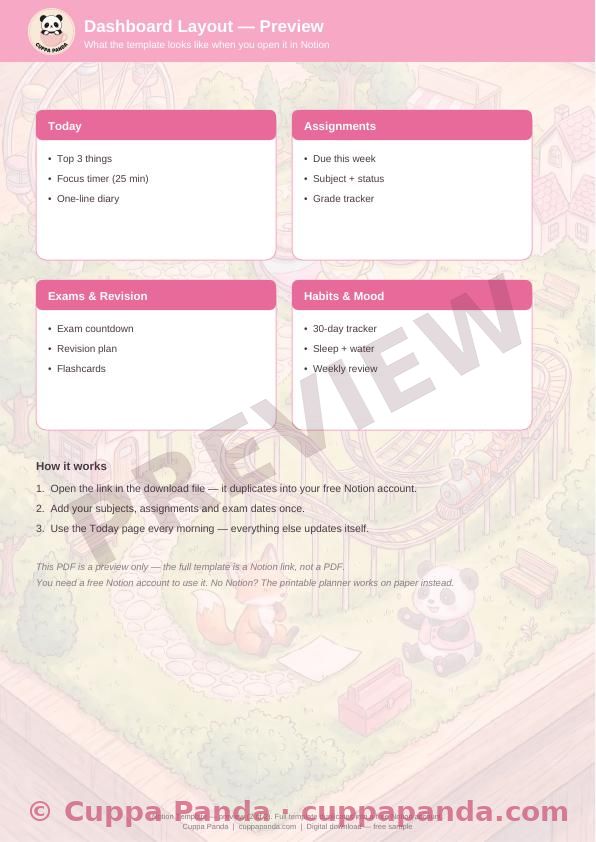 CUPPA PANDA
Dashboard Layout — Preview
What the template looks like when you open it in Notion
Today
• Top 3 things
• Focus timer (25 min)
• One-line diary
Assignments
• Due this week
• Subject + status
• Grade tracker
Exams & Revision
• Exam countdown
• Revision plan
• Flashcards
Habits & Mood
• 30-day tracker
• Sleep + water
• Weekly review
PREVIEW
How it works
1. Open the link in the download file — it duplicates into your free Notion account.
2. Add your subjects, assignments and exam dates once.
3. Use the Today page every morning — everything else updates itself.
This PDF is a preview only — the full template is a Notion link, not a PDF.
You need a free Notion account to use it. No Notion? The printable planner works on paper instead.
© Cuppa Panda · cuppapanda.com
Cuppa Panda | cuppapanda.com | Digital download — free sample